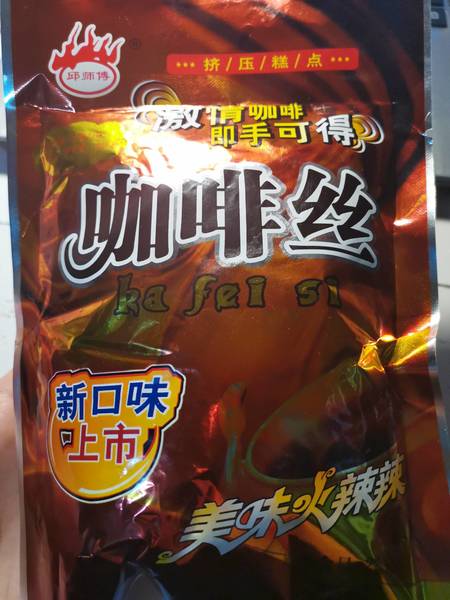 邱师傅®
···挤/压/糕/点···
激情咖啡
即手可得
咖啡丝
ka fei si
新口味
上市
美味火辣辣